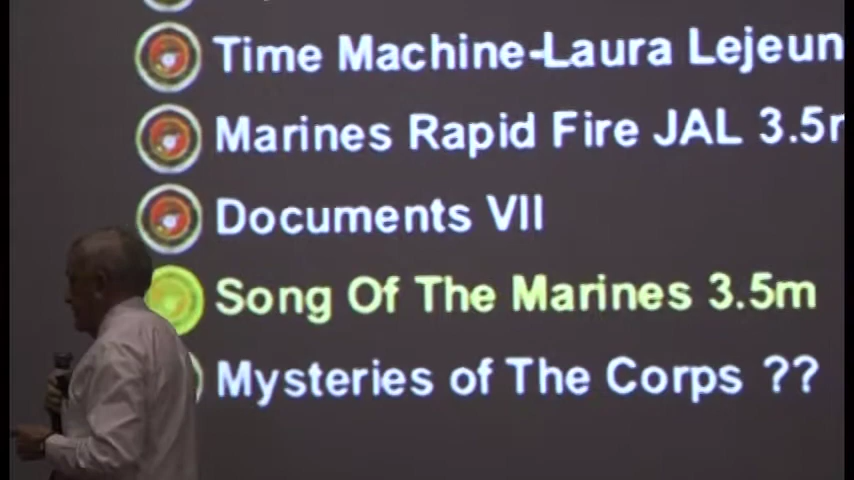 Time Machine-Laura Lejeun
Marines Rapid Fire JAL 3.5
Documents VII
Song Of The Marines 3.5m
Mysteries of The Corps ??